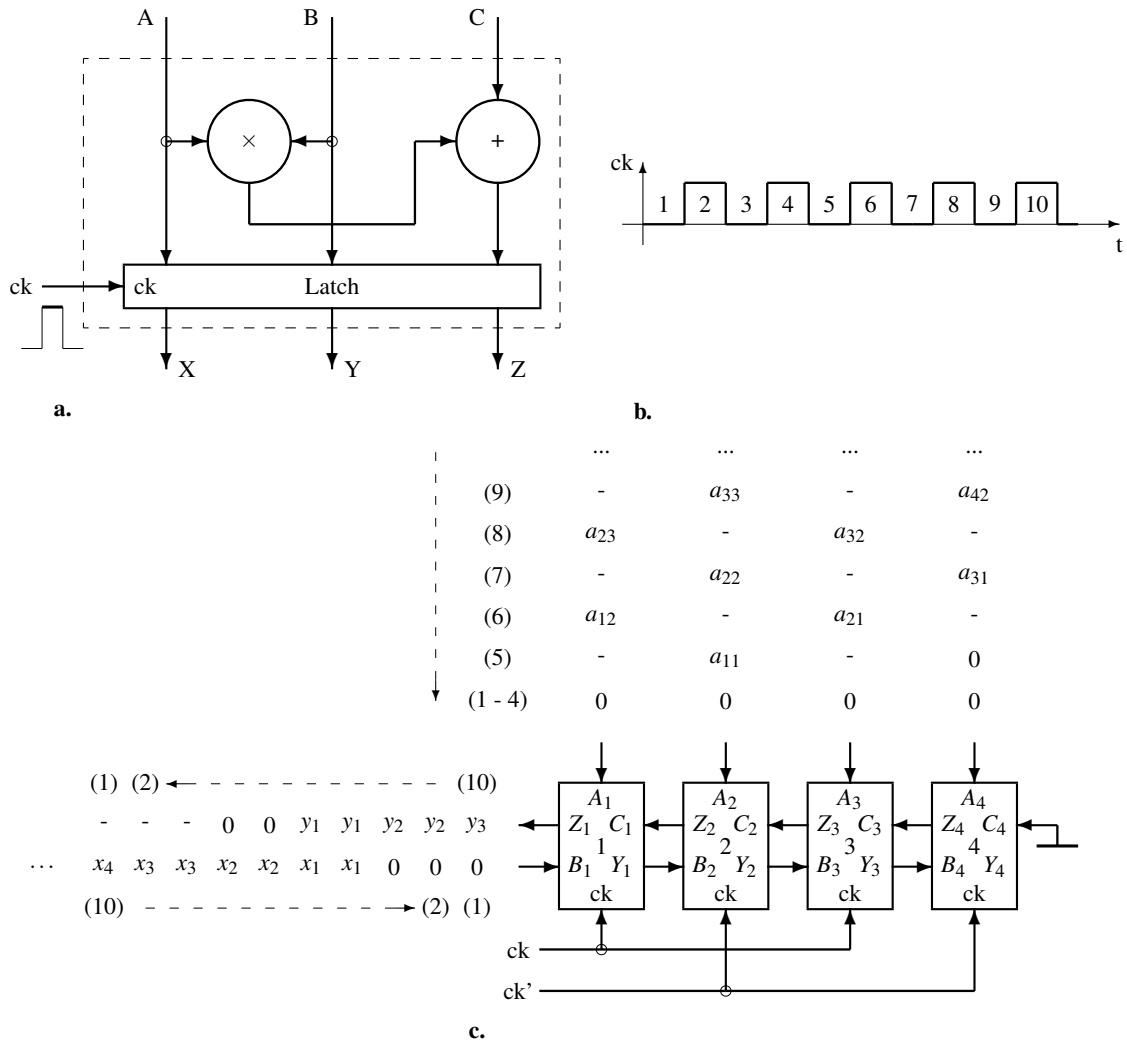 A B C
× +
ck ck Latch
X Y Z
a.
ck
1 2 3 4 5 6 7 8 9 10
t
b.
... ... ... ...
(9) - a33 - a42
(8) a23 - a32 -
(7) - a22 - a31
(6) a12 - a21 -
(5) - a11 - 0
(1 - 4) 0 0 0 0
(1) (2) (10)
- - - 0 0 y1 y1 y2 y2 y3
... x4 x3 x3 x2 x2 x1 x1 0 0 0
(10) (2) (1)
A1 A2 A3 A4
Z1 C1 Z2 C2 Z3 C3 Z4 C4
1 2 3 4
B1 Y1 B2 Y2 B3 Y3 B4 Y4
ck ck ck ck
ck
ck'
c.